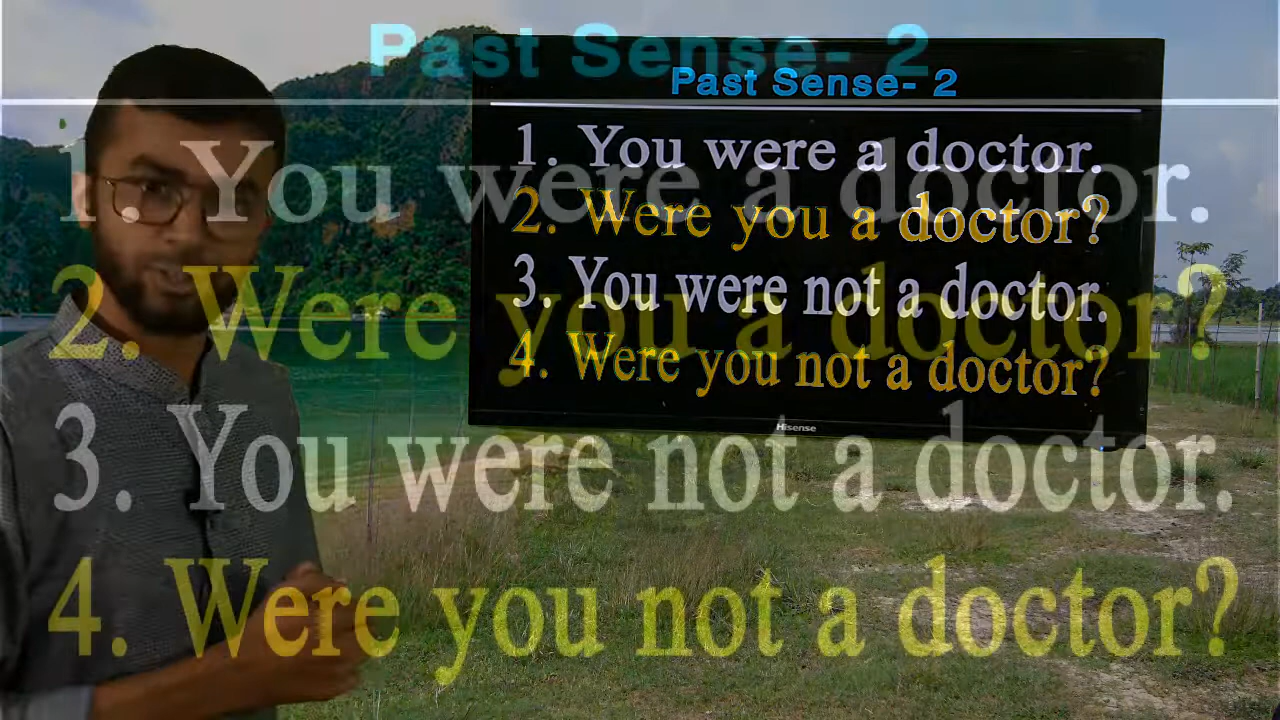 Past Sense- 2
1. You were a doctor.
2. Were you a doctor?
3. You were not a doctor.
4. Were you not a doctor?
Past Sense- 2
1. You were a doctor.
2. Were you a doctor?
3. You were not a doctor.
4. Were you not a doctor?
Hisense